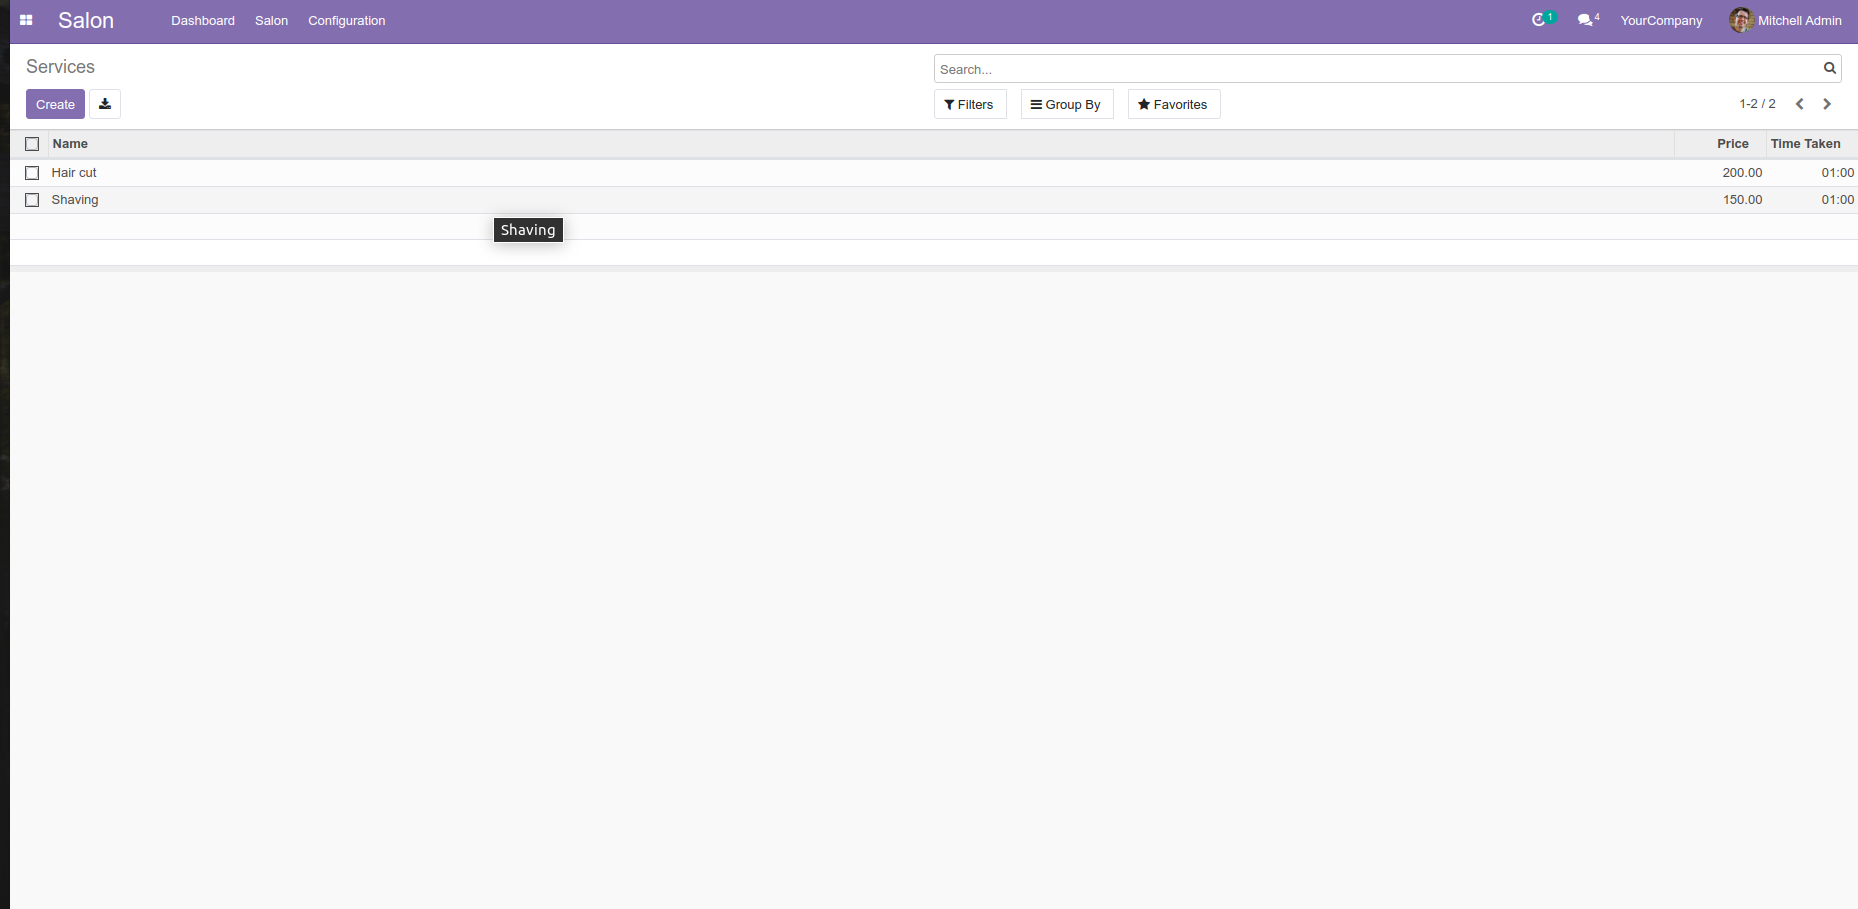 Salon Dashboard Salon Configuration 1 4 YourCompany Mitchell Admin
Services
Search...
Create Filters Group By Favorites 1-2 / 2
Name Price Time Taken
Hair cut 200.00 01:00
Shaving 150.00 01:00
Shaving